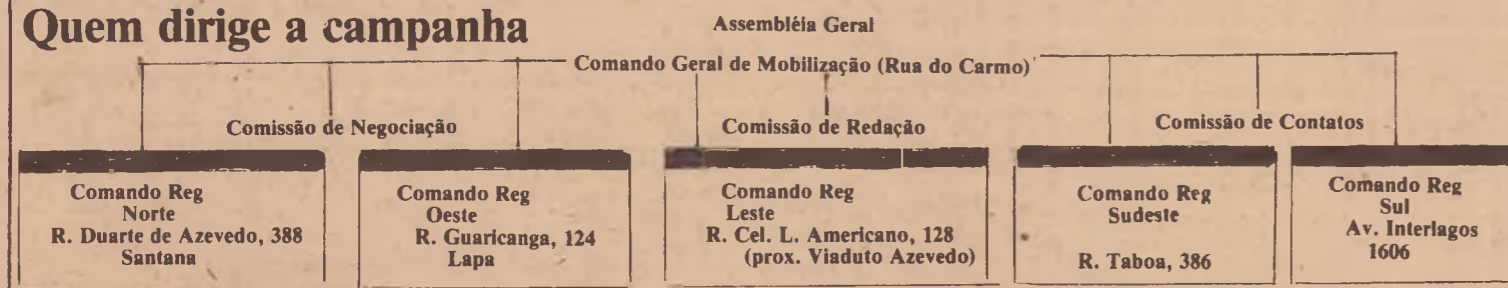 Quem dirige a campanha
Assembléia Geral
Comando Geral de Mobilização (Rua do Carmo)
Comissão de Negociação
Comissão de Redação
Comissão de Contatos
Comando Reg
Norte
R. Duarte de Azevedo, 388
Santana
Comando Reg
Oeste
R. Guaricanga, 124
Lapa
Comando Reg
Leste
R. Cel. L. Americano, 128
(prox. Viaduto Azevedo)
Comando Reg
Sudeste
R. Taboa, 386
Comando Reg
Sul
Av. Interlagos
1606